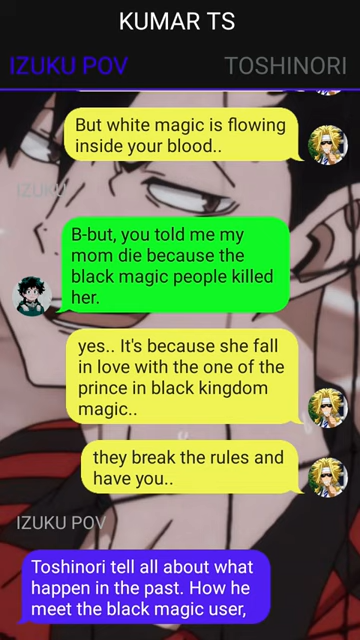 KUMAR TS
IZUKU POV
TOSHINORI
But white magic is flowing
inside your blood..
IZUKU
B-but, you told me my
mom die because the
black magic people killed
her.
yes.. It's because she fall
in love with the one of the
prince in black kingdom
magic..
they break the rules and
have you..
IZUKU POV
Toshinori tell all about what
happen in the past. How he
meet the black magic user,